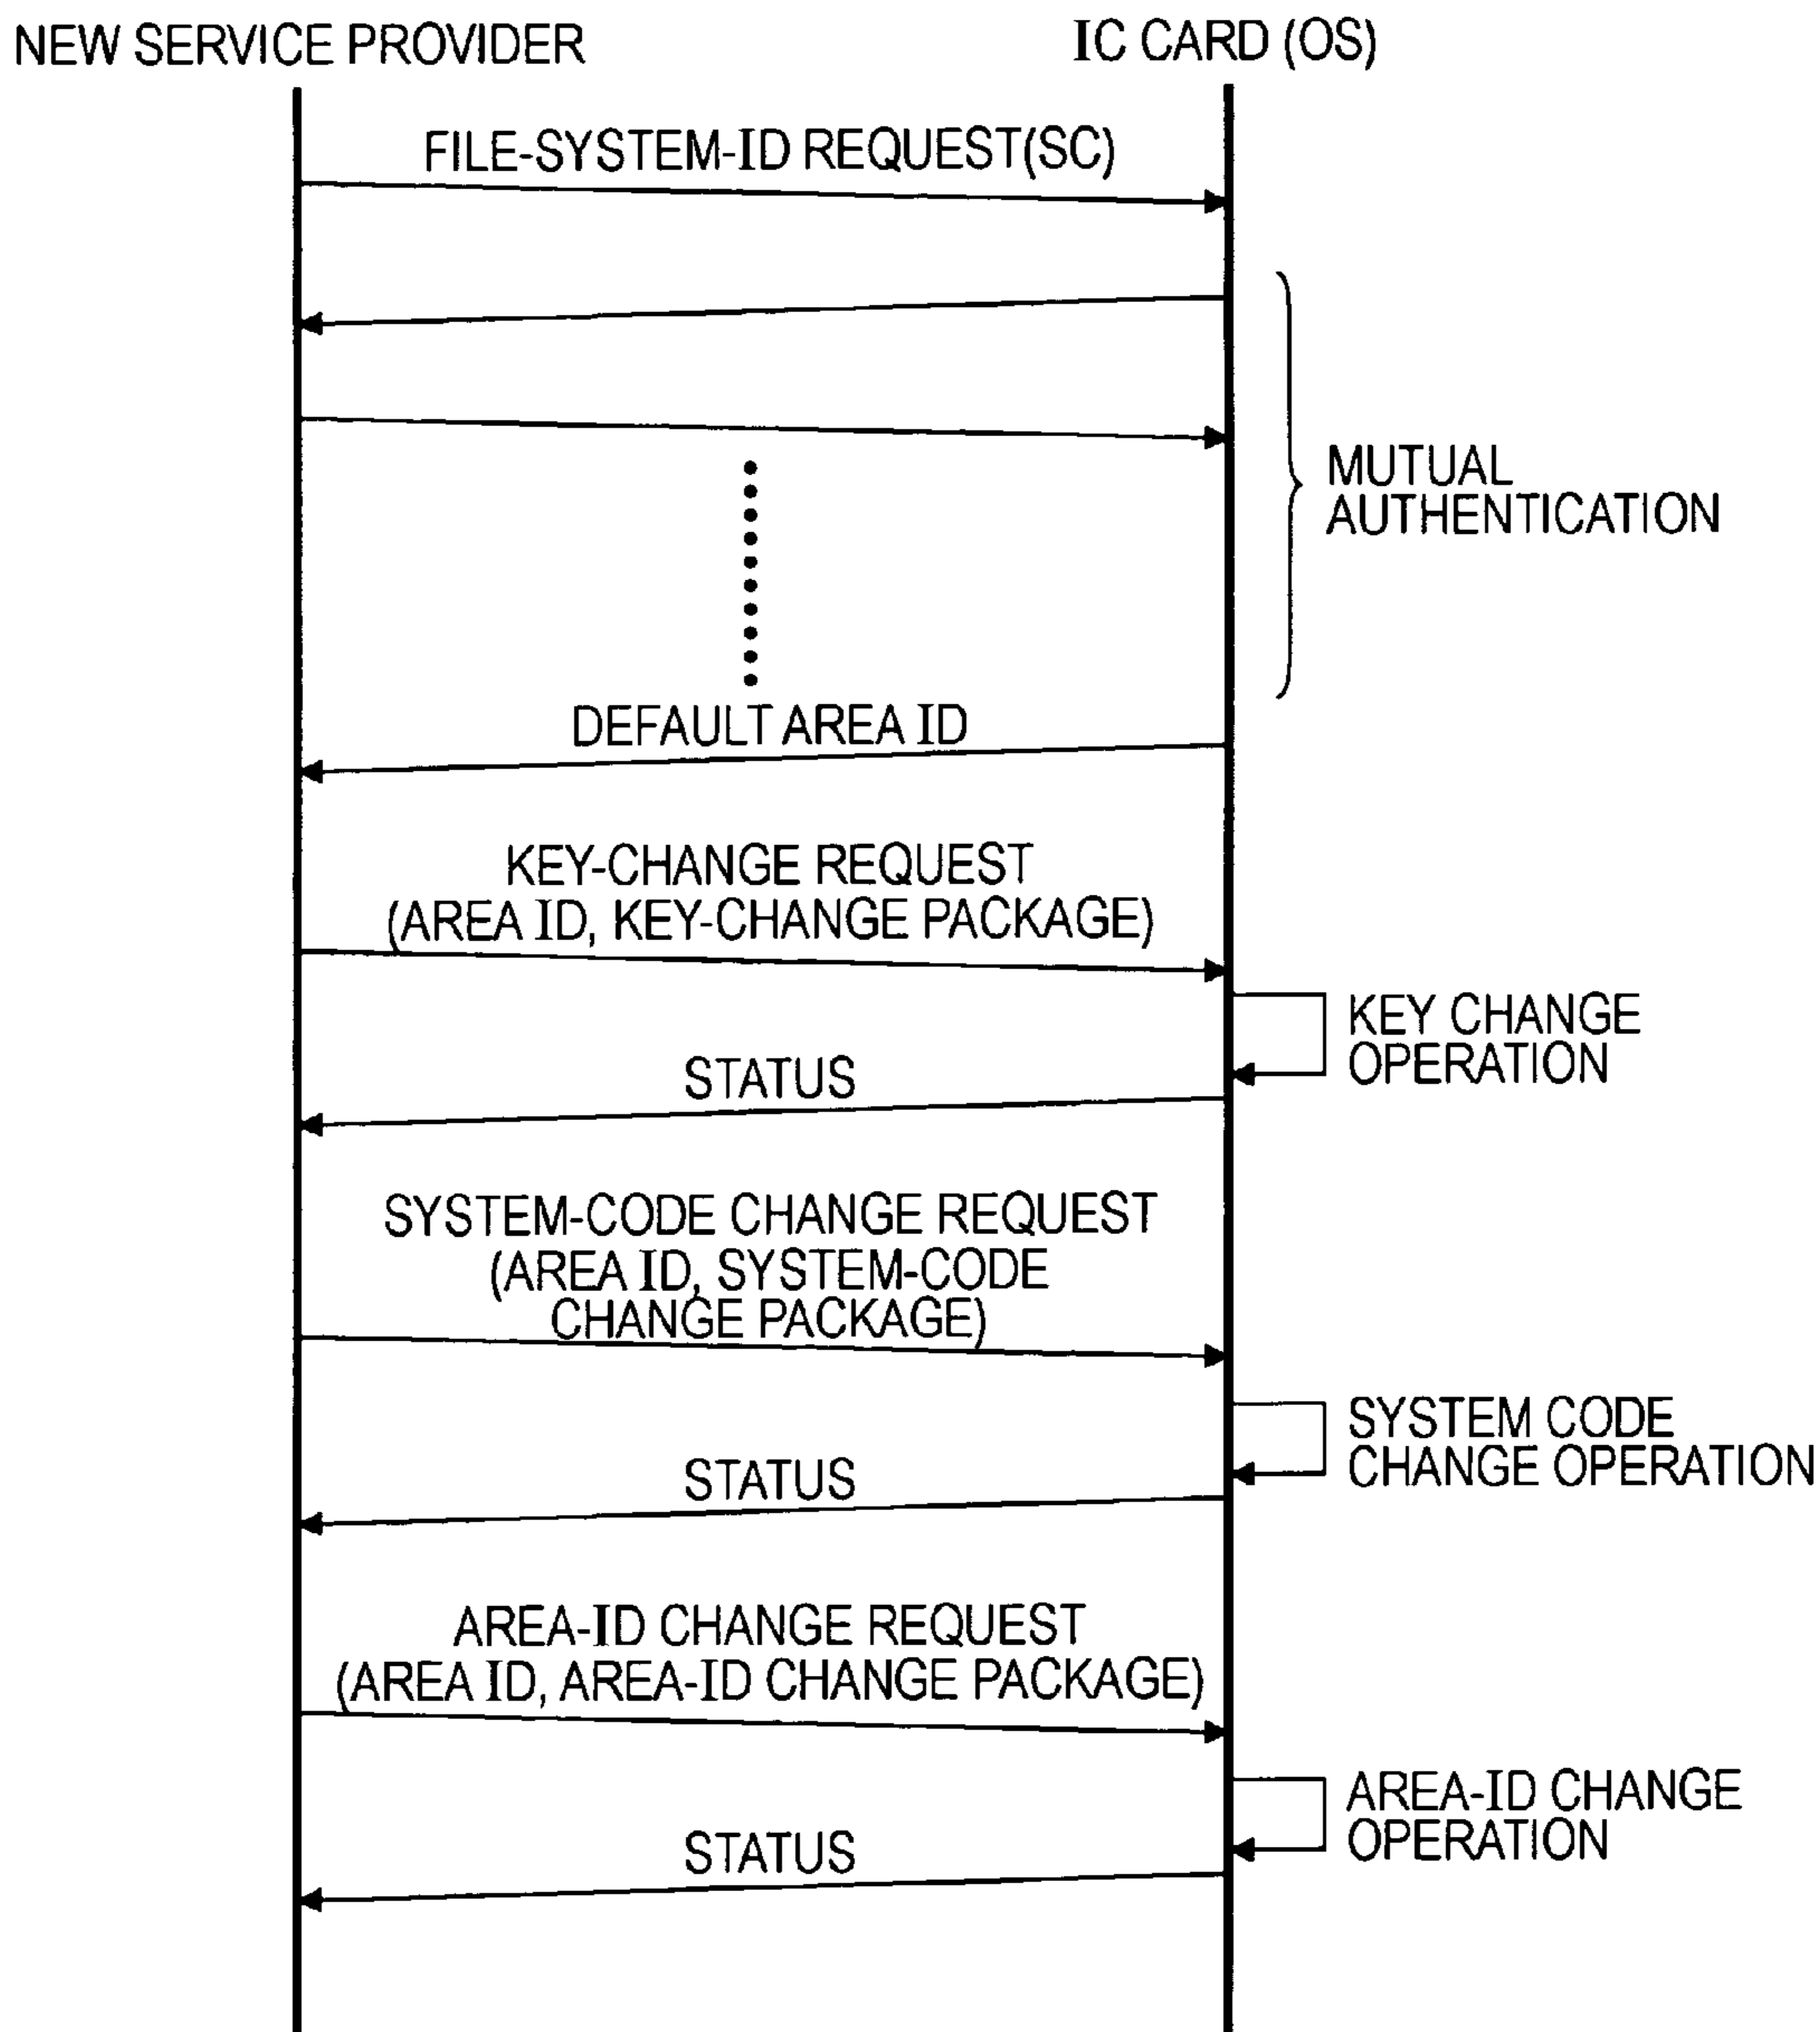 NEW SERVICE PROVIDER
IC CARD (OS)
FILE-SYSTEM-ID REQUEST(SC)
MUTUAL
AUTHENTICATION
DEFAULT AREA ID
KEY-CHANGE REQUEST
(AREA ID, KEY-CHANGE PACKAGE)
KEY CHANGE
OPERATION
STATUS
SYSTEM-CODE CHANGE REQUEST
(AREA ID, SYSTEM-CODE
CHANGE PACKAGE)
SYSTEM CODE
CHANGE OPERATION
STATUS
AREA-ID CHANGE REQUEST
(AREA ID, AREA-ID CHANGE PACKAGE)
AREA-ID CHANGE
OPERATION
STATUS